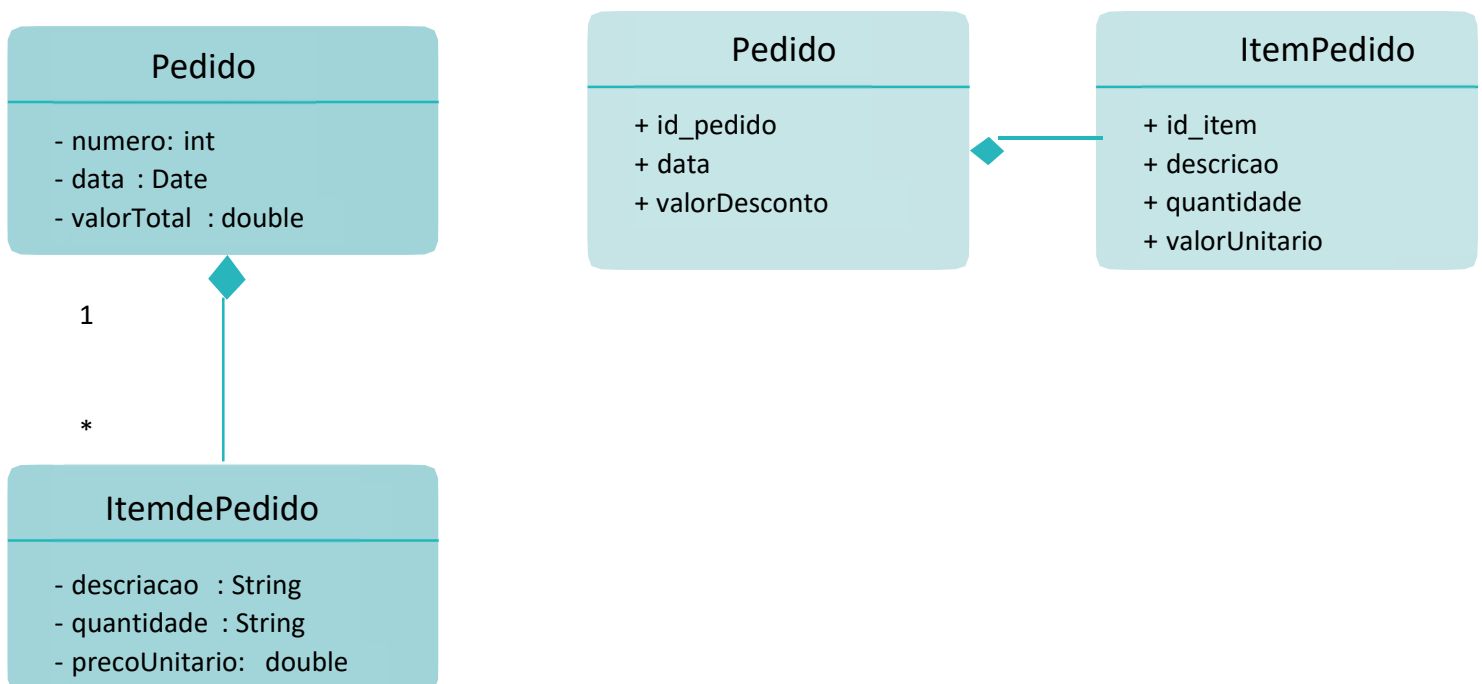 Pedido
- numero: int
- data : Date
- valorTotal : double
1
*
ItemdePedido
- descriacao : String
- quantidade : String
- precoUnitario: double
Pedido
+ id_pedido
+ data
+ valorDesconto
ItemPedido
+ id_item
+ descricao
+ quantidade
+ valorUnitario